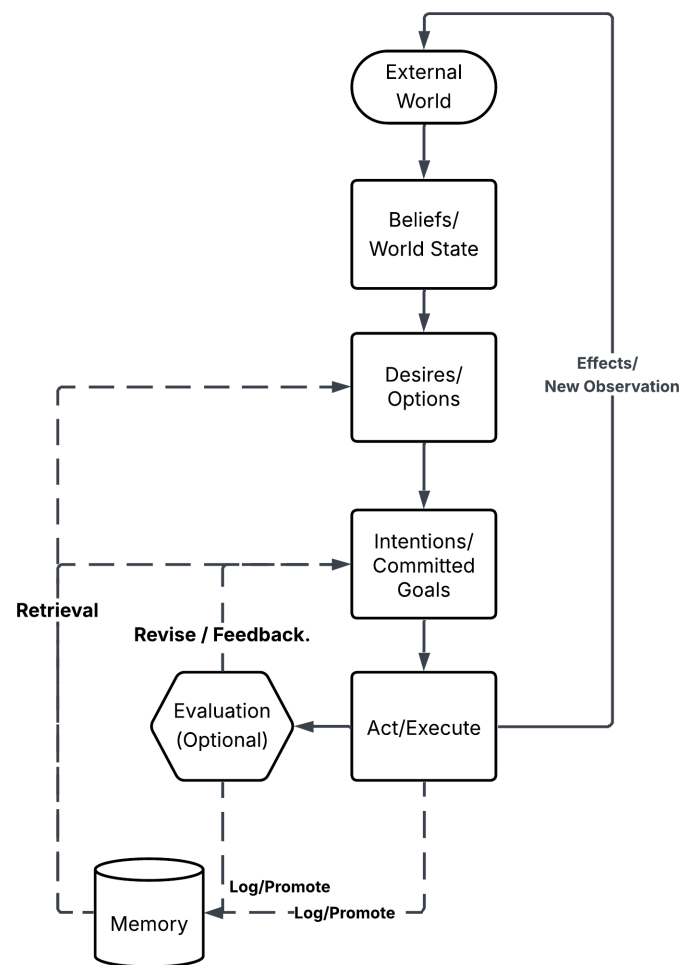 External
World
Beliefs/
World State
Effects/
New Observation
Desires/
Options
Intentions/
Committed
Goals
Retrieval
Revise / Feedback.
Evaluation
(Optional)
Act/Execute
Log/Promote
Log/Promote
Memory